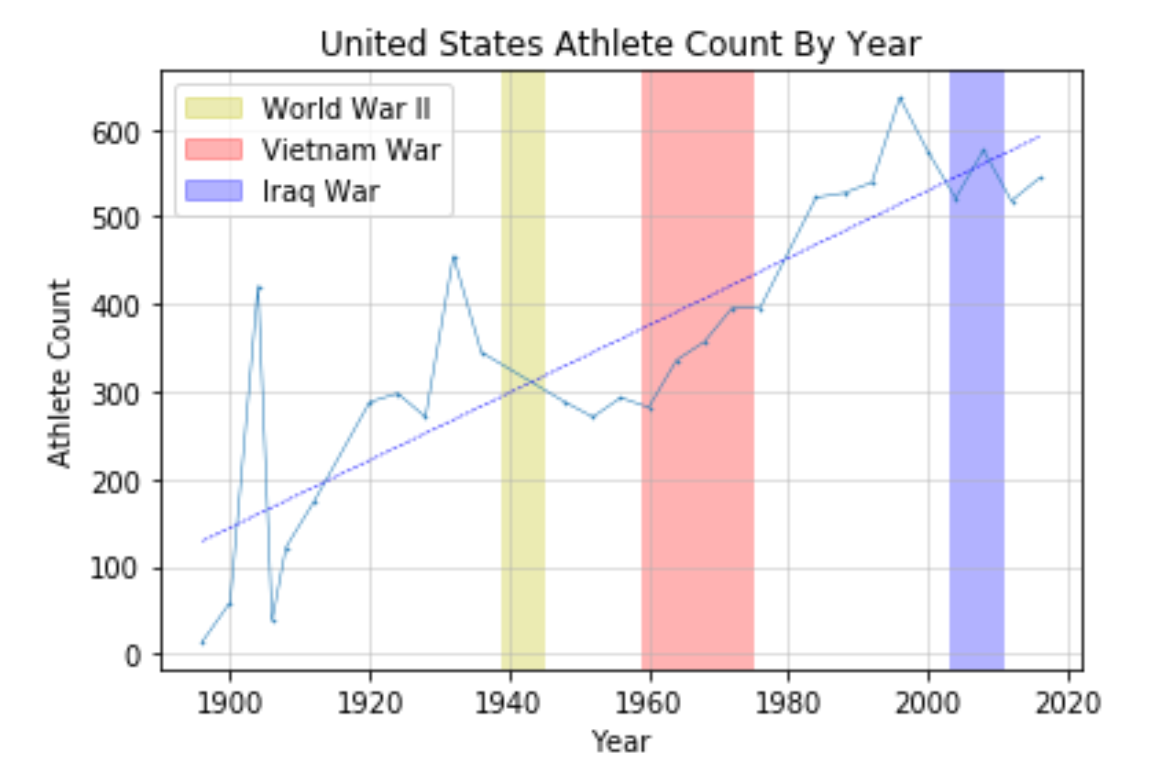 United States Athlete Count By Year
World War II
Vietnam War
Iraq War
600
500
400
300
200
100
0
Athlete Count
1900 1920 1940 1960 1980 2000 2020
Year